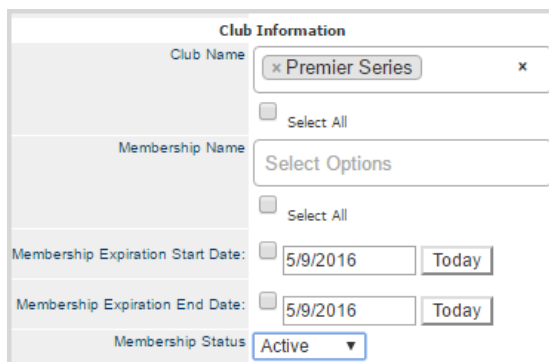 Club Information
Club Name
× Premier Series ×
Select All
Membership Name
Select Options
Select All
Membership Expiration Start Date: 5/9/2016 Today
Membership Expiration End Date: 5/9/2016 Today
Membership Status Active